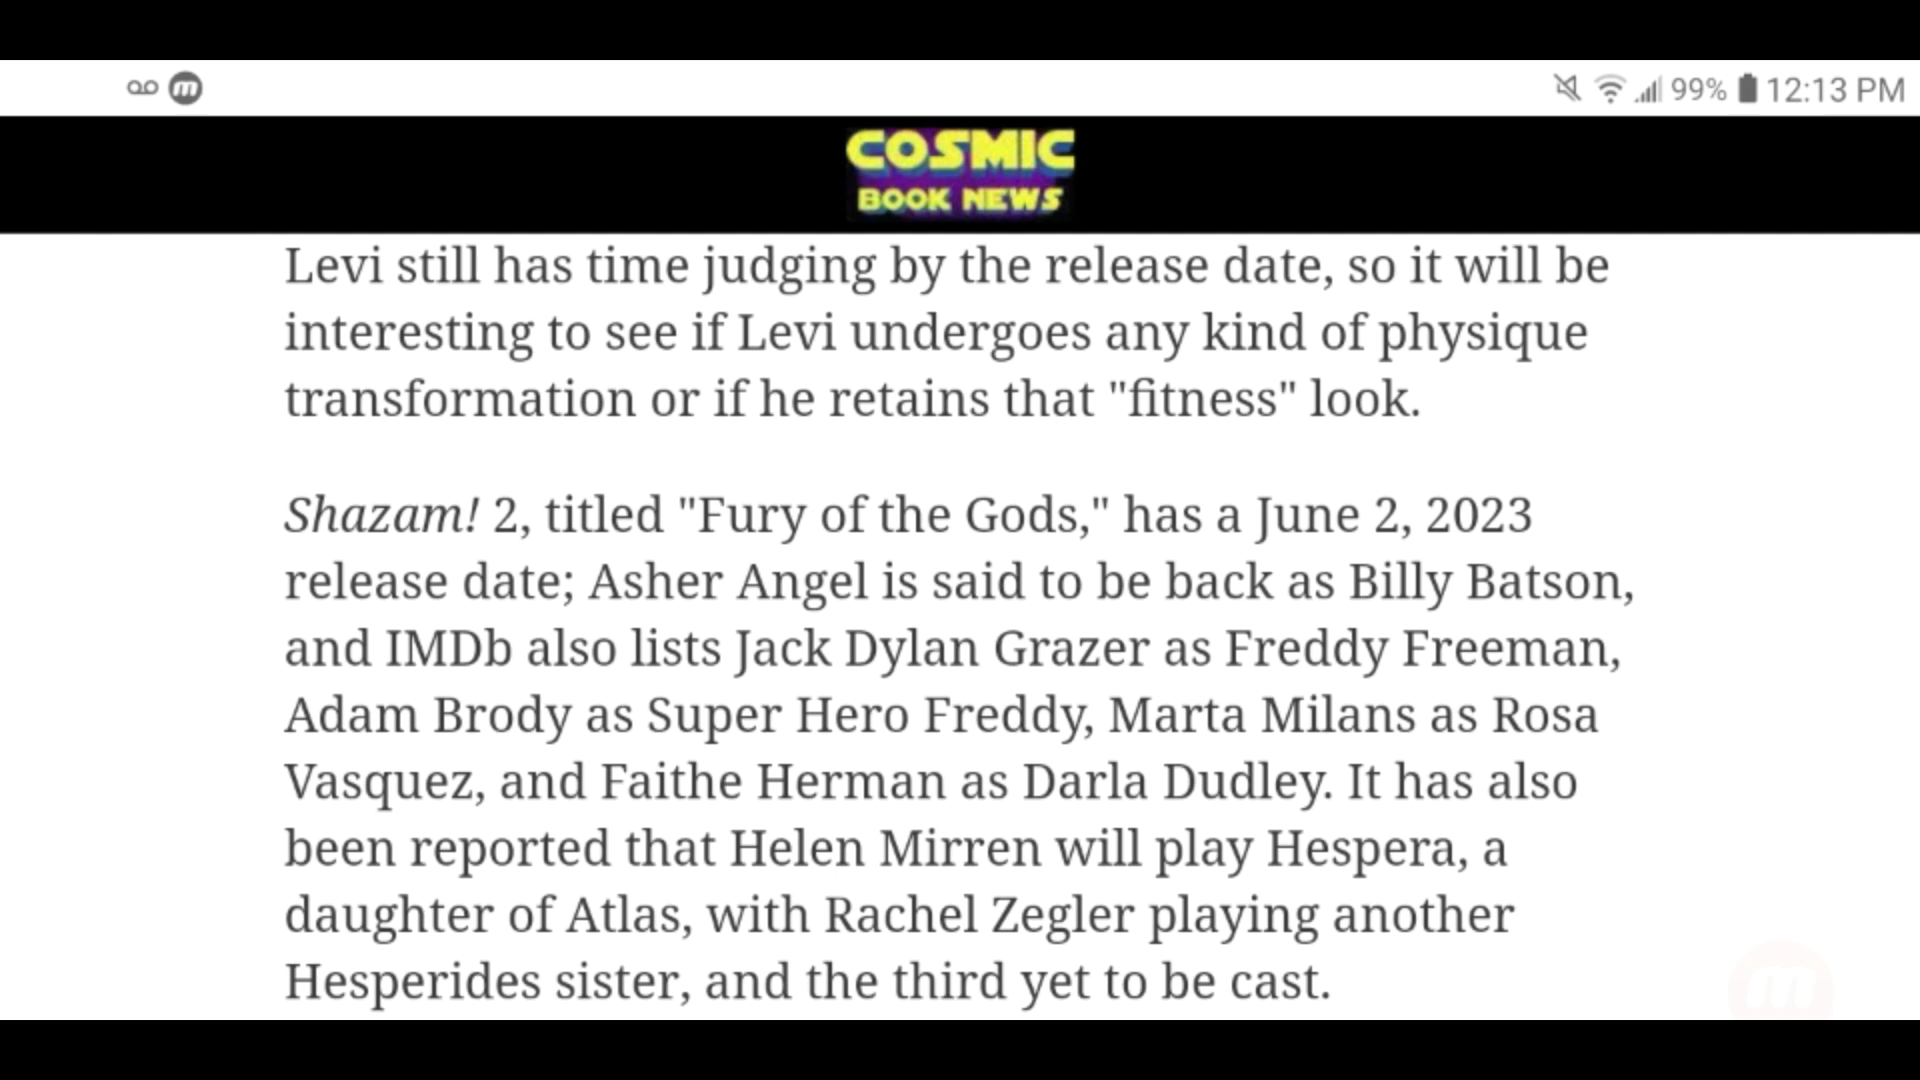 99% 12:13 PM
COSMIC
BOOK NEWS
Levi still has time judging by the release date, so it will be
interesting to see if Levi undergoes any kind of physique
transformation or if he retains that "fitness" look.
Shazam! 2, titled "Fury of the Gods," has a June 2, 2023
release date; Asher Angel is said to be back as Billy Batson,
and IMDb also lists Jack Dylan Grazer as Freddy Freeman,
Adam Brody as Super Hero Freddy, Marta Milans as Rosa
Vasquez, and Faithe Herman as Darla Dudley. It has also
been reported that Helen Mirren will play Hespera, a
daughter of Atlas, with Rachel Zegler playing another
Hesperides sister, and the third yet to be cast.